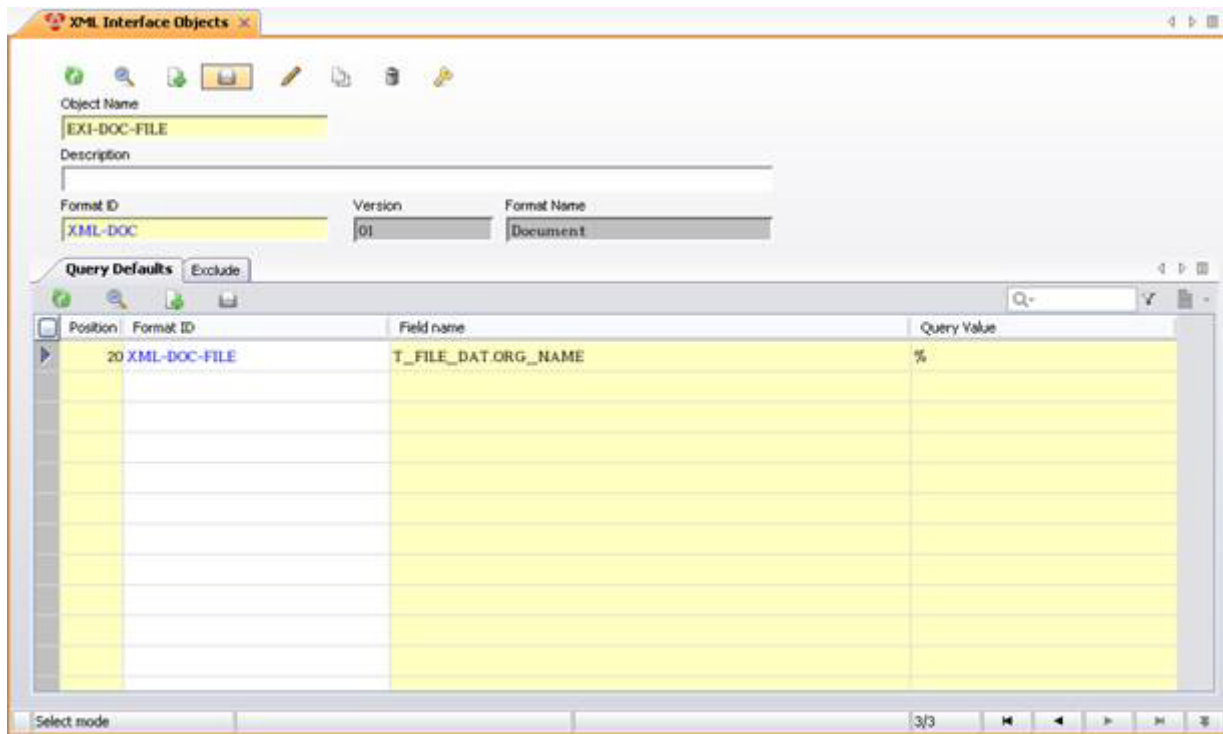 XML Interface Objects
Object Name
EXI-DOC-FILE
Description
Format ID Version Format Name
XML-DOC 01 Document
Query Defaults Exclude
Position Format ID Field name Query Value
20 XML-DOC-FILE T_FILE_DAT.ORG_NAME %
Select mode 3/3